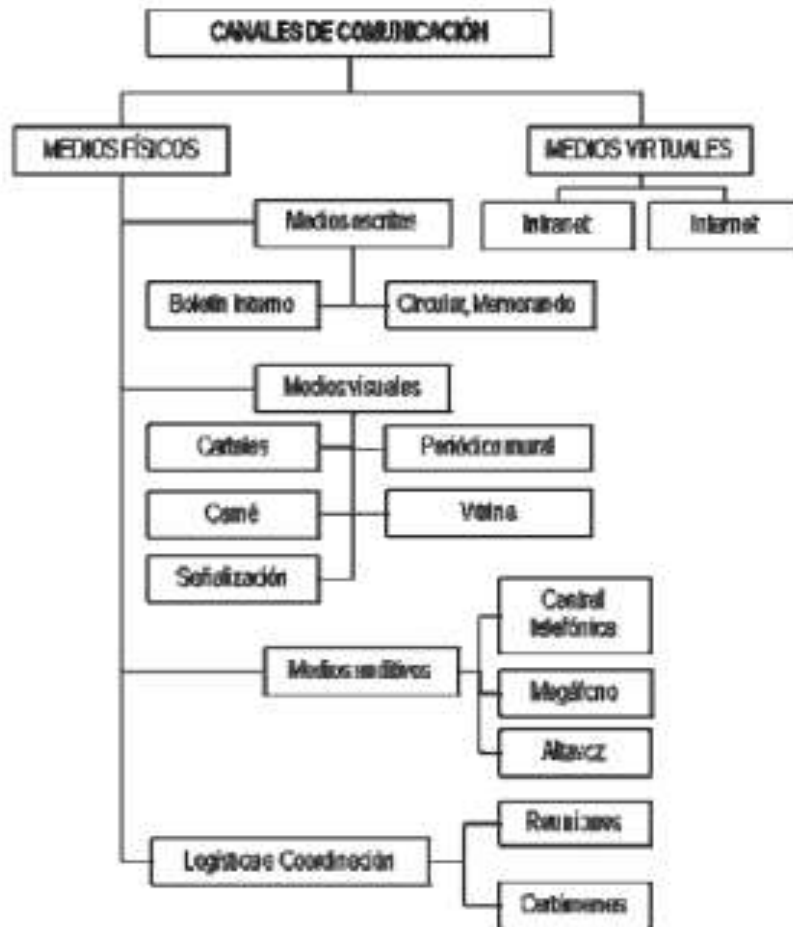 CANALES DE COMUNICACIÓN
MEDIOS FÍSICOS
MEDIOS VIRTUALES
Medios escritos
Intranet
Internet
Boletín Interno
Circular, Memorando
Medios visuales
Carteles
Periódico mural
Carné
Vitrina
Señalización
Central
telefónica
Medios auditivos
Megáfono
Altavoz
Reuniones
Logística e Coordinación
Certámenes